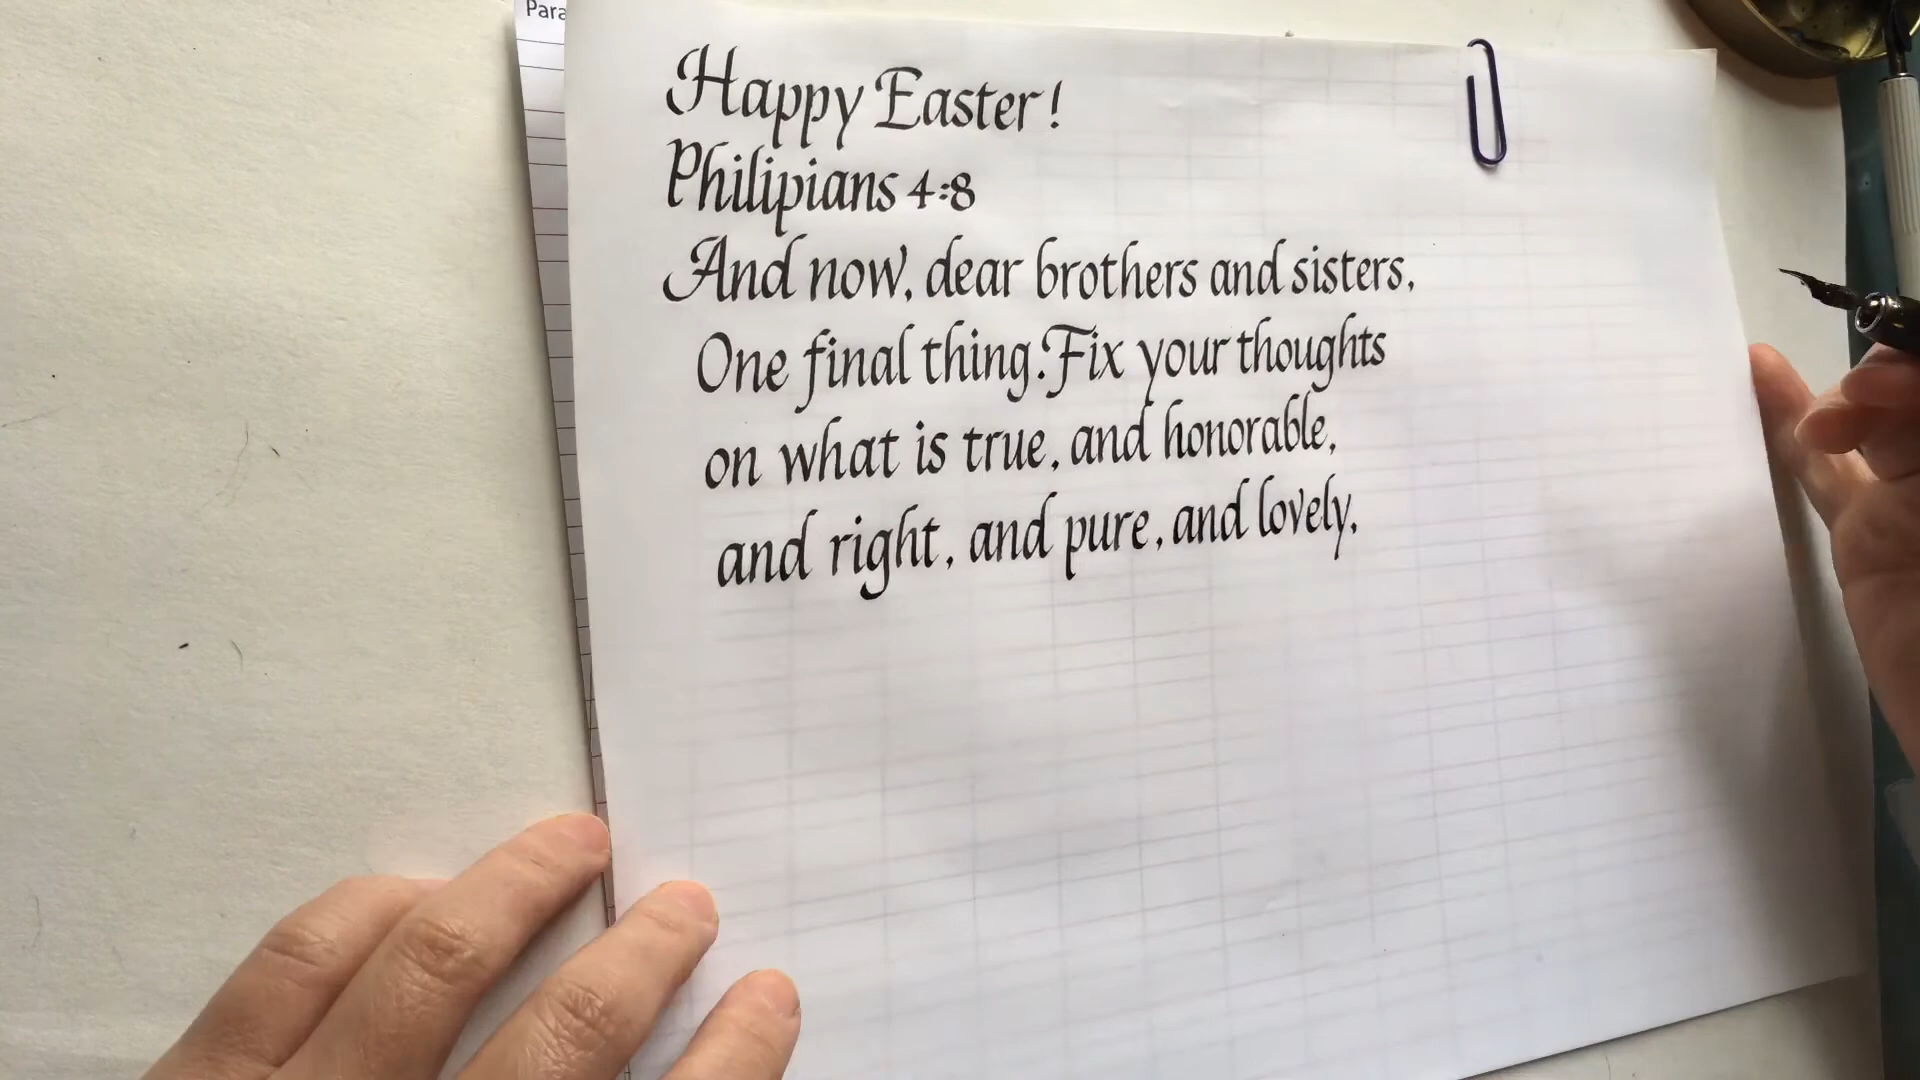 Para
Happy Easter!
Philipians 4:8
And now, dear brothers and sisters,
One final thing. Fix your thoughts
on what is true, and honorable,
and right, and pure, and lovely,